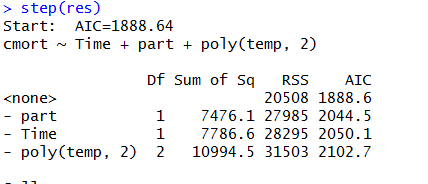 > step(res)
Start:  AIC=1888.64
cmort ~ Time + part + poly(temp, 2)
                Df Sum of Sq   RSS    AIC
<none>                       20508 1888.6
- part           1    7476.1 27985 2044.5
- Time           1    7786.6 28295 2050.1
- poly(temp, 2)  2   10994.5 31503 2102.7